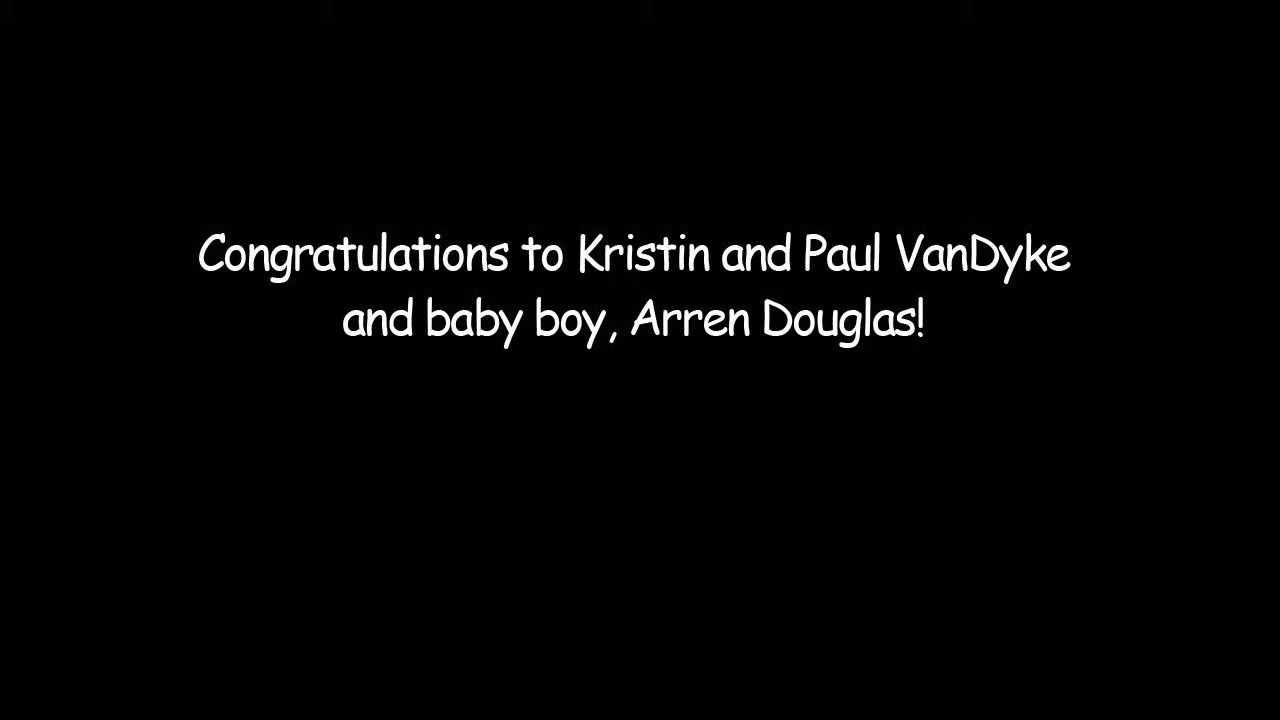 Congratulations to Kristin and Paul VanDyke
and baby boy, Arren Douglas!